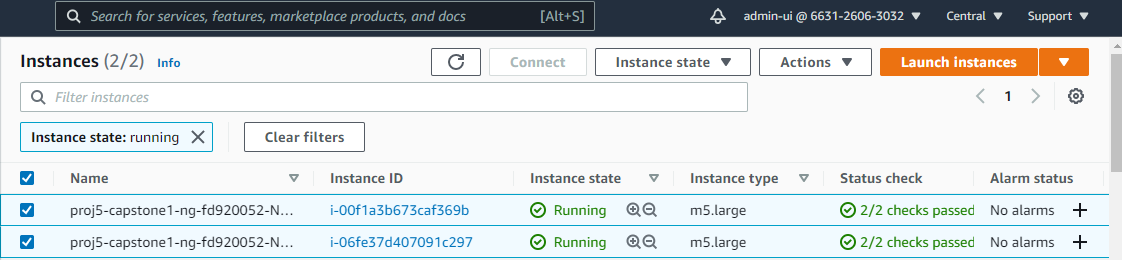 Search for services, features, marketplace products, and docs [Alt+S] admin-ui @ 6631-2606-3032 Central Support
Instances (2/2) Info Connect Instance state Actions Launch instances
Filter instances 1
Instance state: running Clear filters
Name Instance ID Instance state Instance type Status check Alarm status
proj5-capstone1-ng-fd920052-N... i-00f1a3b673caf369b Running m5.large 2/2 checks passed No alarms
proj5-capstone1-ng-fd920052-N... i-06fe37d407091c297 Running m5.large 2/2 checks passed No alarms